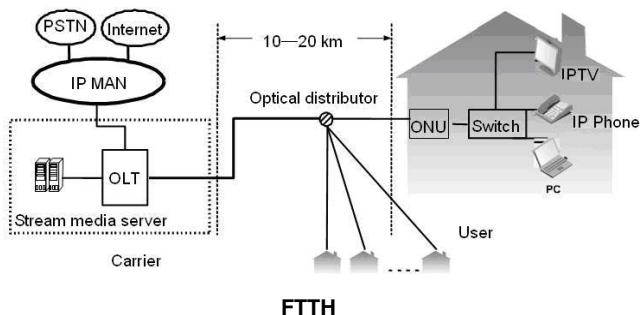 PSTN
Internet
IP MAN
10—20 km
Optical distributor
OLT
Stream media server
Carrier
ONU
Switch
IPTV
IP Phone
PC
User
FTTH